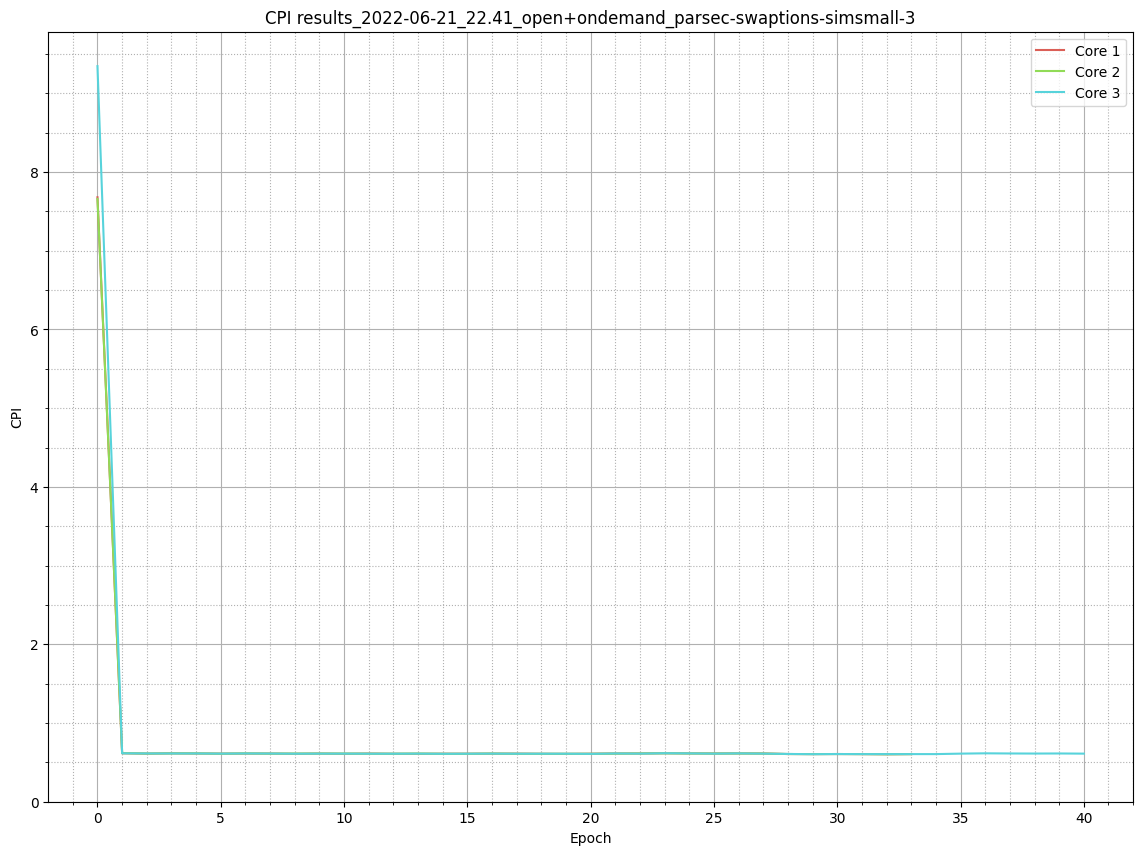 CPI results_2022-06-21_22.41_open+ondemand_parsec-swaptions-simsmall-3
Core 1
Core 2
Core 3
8
6
4
2
0
CPI
0 5 10 15 20 25 30 35 40
Epoch